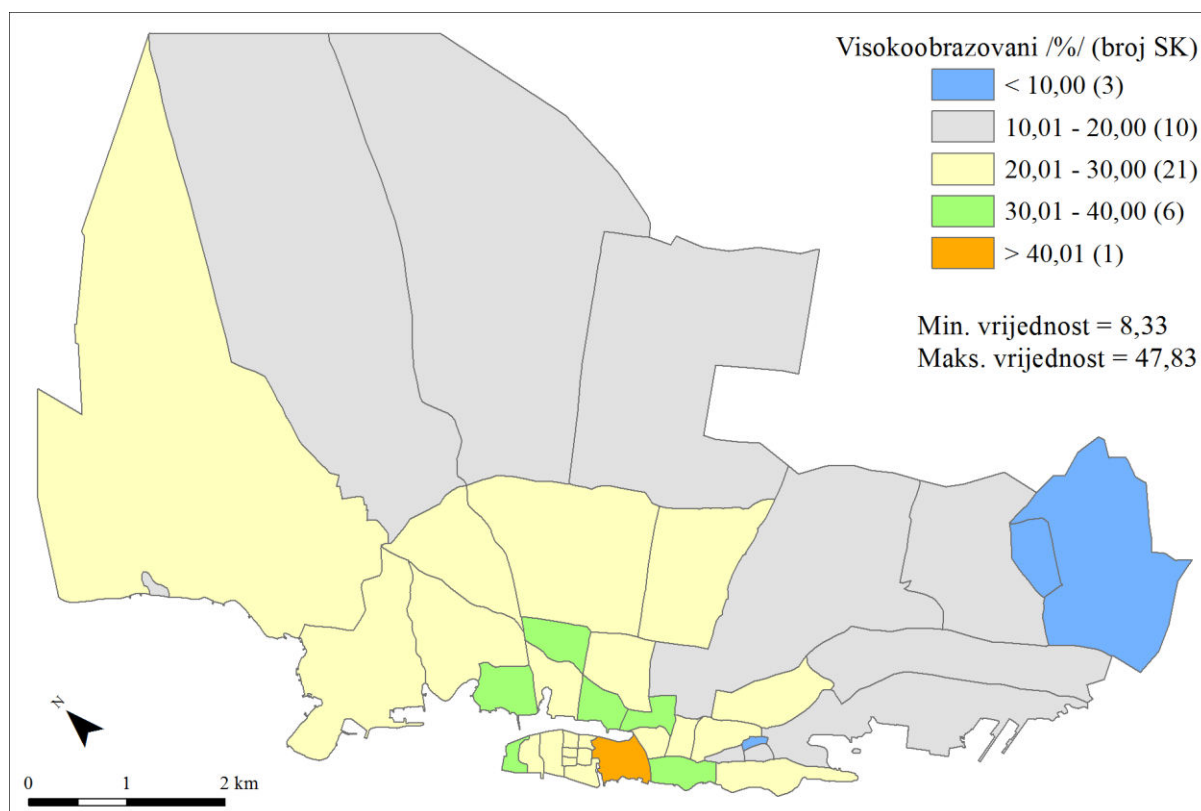 Visokoobrazovani /%/ (broj SK)
< 10,00 (3)
10,01 - 20,00 (10)
20,01 - 30,00 (21)
30,01 - 40,00 (6)
> 40,01 (1)
Min. vrijednost = 8,33
Maks. vrijednost = 47,83
N
0 1 2 km